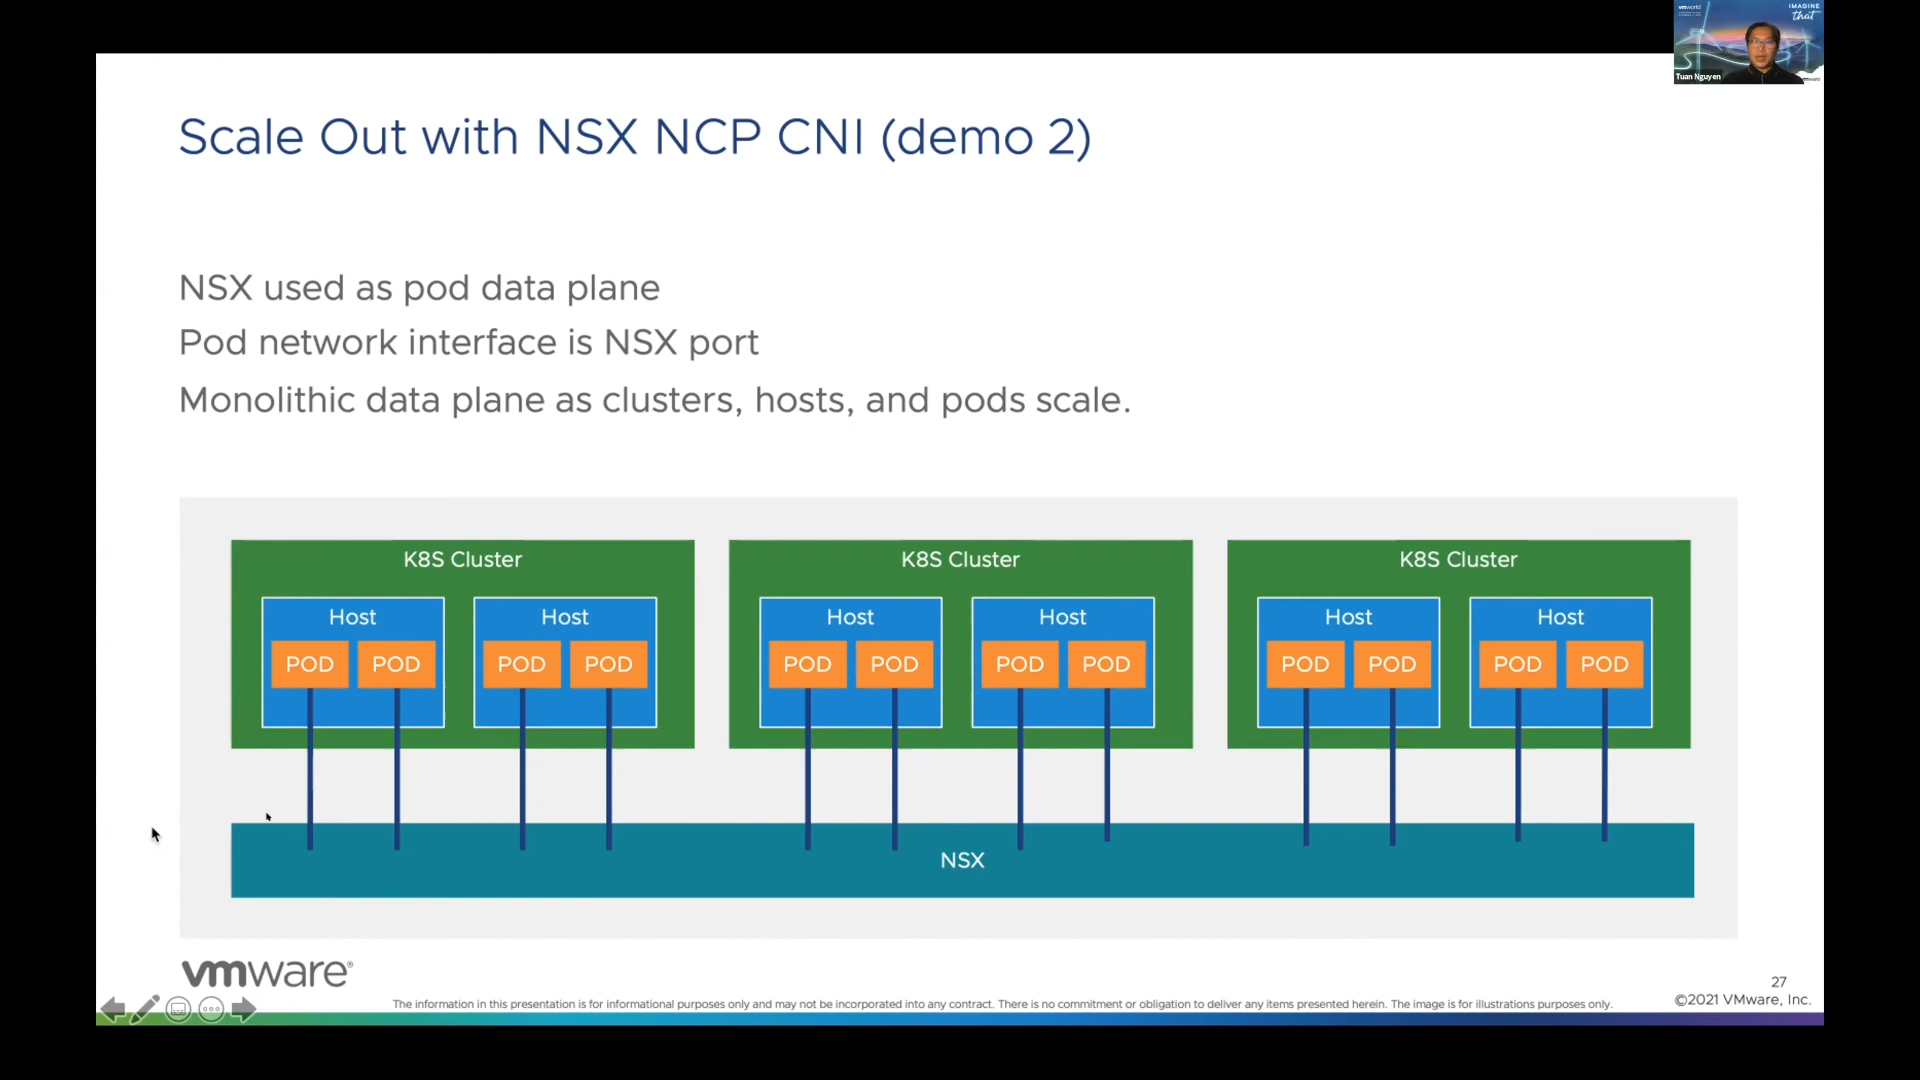 vmworld
IMAGINE
that
Tuan Nguyen
vmware
Scale Out with NSX NCP CNI (demo 2)
NSX used as pod data plane
Pod network interface is NSX port
Monolithic data plane as clusters, hosts, and pods scale.
K8S Cluster
K8S Cluster
K8S Cluster
Host
Host
Host
Host
Host
Host
POD
POD
POD
POD
POD
POD
POD
POD
POD
POD
POD
POD
NSX
vmware®
27
The information in this presentation is for informational purposes only and may not be incorporated into any contract. There is no commitment or obligation to deliver any items presented herein. The image is for illustrations purposes only.
©2021 VMware, Inc.